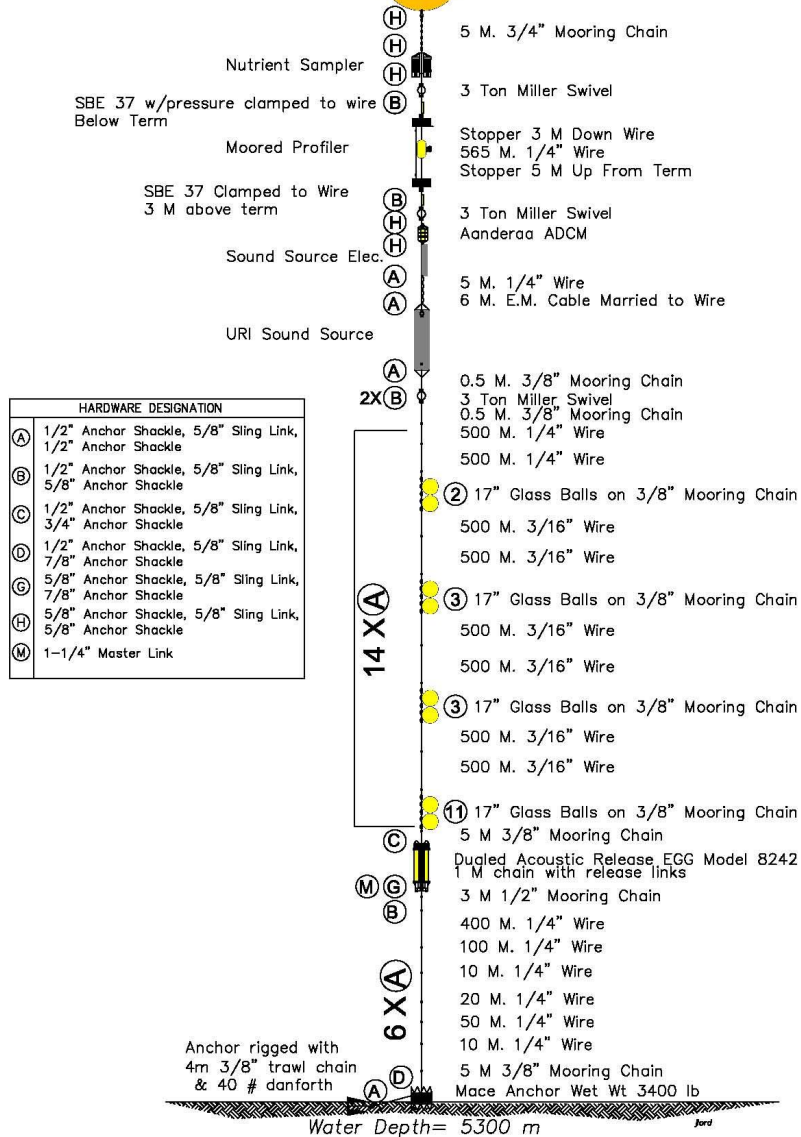 H
5 M. 3/4" Mooring Chain
H
Nutrient Sampler
H
3 Ton Miller Swivel
SBE 37 w/pressure clamped to wire
Below Term
B
Stopper 3 M Down Wire
Moored Profiler
565 M. 1/4" Wire
Stopper 5 M Up From Term
SBE 37 Clamped to Wire
3 M above term
B
3 Ton Miller Swivel
H
Aanderaa ADCM
H
Sound Source Elec.
A
5 M. 1/4" Wire
A
6 M. E.M. Cable Married to Wire
URI Sound Source
A
0.5 M. 3/8" Mooring Chain
2X B
3 Ton Miller Swivel
0.5 M. 3/8" Mooring Chain
500 M. 1/4" Wire
500 M. 1/4" Wire
2 17" Glass Balls on 3/8" Mooring Chain
500 M. 3/16" Wire
500 M. 3/16" Wire
3 17" Glass Balls on 3/8" Mooring Chain
500 M. 3/16" Wire
500 M. 3/16" Wire
3 17" Glass Balls on 3/8" Mooring Chain
500 M. 3/16" Wire
500 M. 3/16" Wire
11 17" Glass Balls on 3/8" Mooring Chain
14 X A
5 M 3/8" Mooring Chain
C
Dualed Acoustic Release EGG Model 8242
1 M chain with release links
M G
3 M 1/2" Mooring Chain
B
400 M. 1/4" Wire
100 M. 1/4" Wire
10 M. 1/4" Wire
20 M. 1/4" Wire
50 M. 1/4" Wire
10 M. 1/4" Wire
6 X A
5 M 3/8" Mooring Chain
Anchor rigged with
4m 3/8" trawl chain
& 40 # danforth
D
A
Mace Anchor Wet Wt 3400 lb
Water Depth= 5300 m
jord
HARDWARE DESIGNATION
A 1/2" Anchor Shackle, 5/8" Sling Link,
1/2" Anchor Shackle
B 1/2" Anchor Shackle, 5/8" Sling Link,
5/8" Anchor Shackle
C 1/2" Anchor Shackle, 5/8" Sling Link,
3/4" Anchor Shackle
D 1/2" Anchor Shackle, 5/8" Sling Link,
7/8" Anchor Shackle
G 5/8" Anchor Shackle, 5/8" Sling Link,
7/8" Anchor Shackle
H 5/8" Anchor Shackle, 5/8" Sling Link,
5/8" Anchor Shackle
M 1-1/4" Master Link